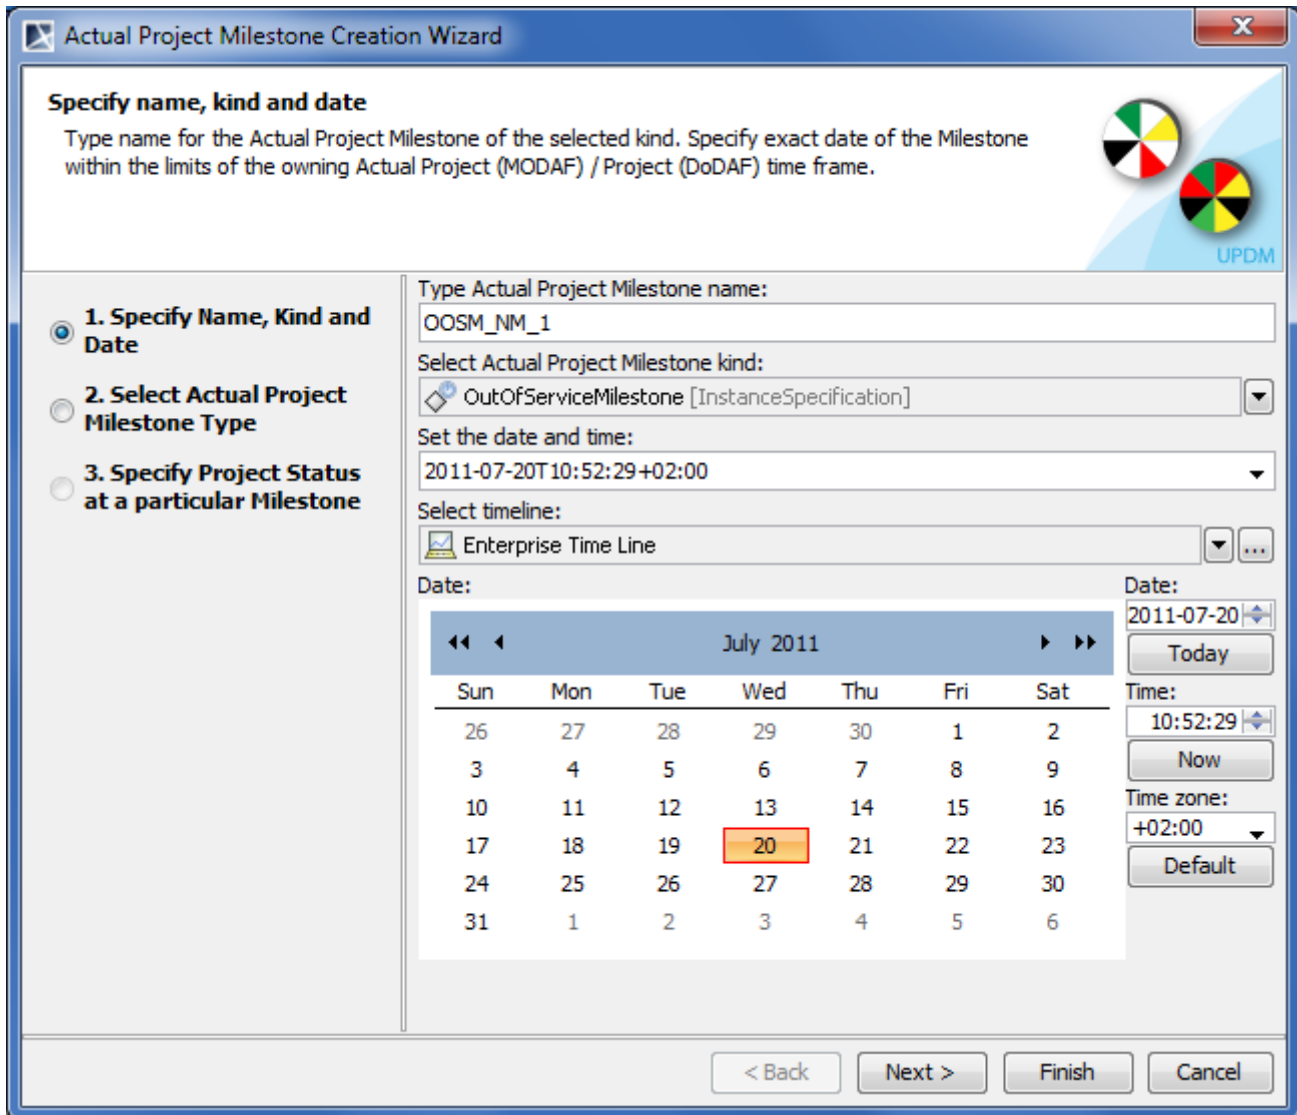 Actual Project Milestone Creation Wizard
Specify name, kind and date
Type name for the Actual Project Milestone of the selected kind. Specify exact date of the Milestone
within the limits of the owning Actual Project (MODAF) / Project (DoDAF) time frame.
UPDM
1. Specify Name, Kind and
Date
2. Select Actual Project
Milestone Type
3. Specify Project Status
at a particular Milestone
Type Actual Project Milestone name:
OOSM_NM_1
Select Actual Project Milestone kind:
OutOfServiceMilestone [InstanceSpecification]
Set the date and time:
2011-07-20T10:52:29+02:00
Select timeline:
Enterprise Time Line
...
Date:
July 2011
Sun Mon Tue Wed Thu Fri Sat
26 27 28 29 30 1 2
3 4 5 6 7 8 9
10 11 12 13 14 15 16
17 18 19 20 21 22 23
24 25 26 27 28 29 30
31 1 2 3 4 5 6
Date:
2011-07-20
Today
Time:
10:52:29
Now
Time zone:
+02:00
Default
< Back Next > Finish Cancel